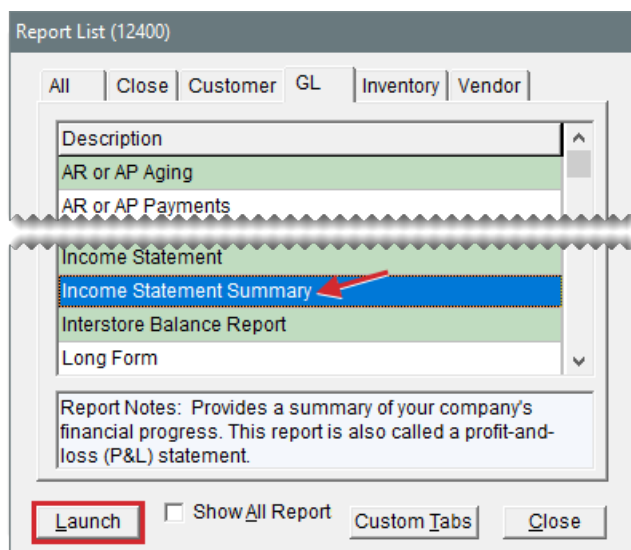 Report List (12400)
All Close Customer GL Inventory Vendor
Description
AR or AP Aging
AR or AP Payments
Income Statement
Income Statement Summary
Interstore Balance Report
Long Form
Report Notes: Provides a summary of your company's
financial progress. This report is also called a profit-and-
loss (P&L) statement.
Launch Show All Report Custom Tabs Close